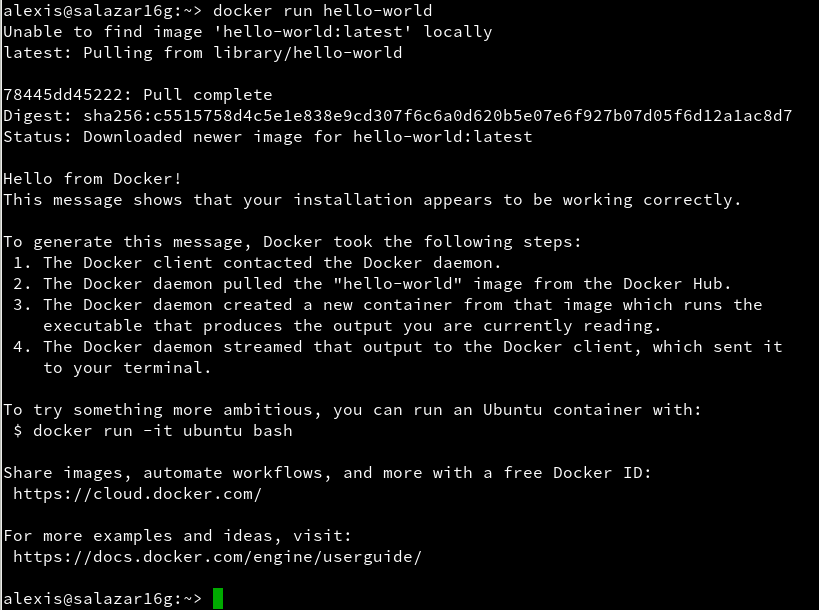 alexis@salazar16g:~> docker run hello-world
Unable to find image 'hello-world:latest' locally
latest: Pulling from library/hello-world

78445dd45222: Pull complete
Digest: sha256:c5515758d4c5e1e838e9cd307f6c6a0d620b5e07e6f927b07d05f6d12a1ac8d7
Status: Downloaded newer image for hello-world:latest

Hello from Docker!
This message shows that your installation appears to be working correctly.

To generate this message, Docker took the following steps:
 1. The Docker client contacted the Docker daemon.
 2. The Docker daemon pulled the "hello-world" image from the Docker Hub.
 3. The Docker daemon created a new container from that image which runs the
    executable that produces the output you are currently reading.
 4. The Docker daemon streamed that output to the Docker client, which sent it
    to your terminal.

To try something more ambitious, you can run an Ubuntu container with:
 $ docker run -it ubuntu bash

Share images, automate workflows, and more with a free Docker ID:
 https://cloud.docker.com/

For more examples and ideas, visit:
 https://docs.docker.com/engine/userguide/

alexis@salazar16g:~>